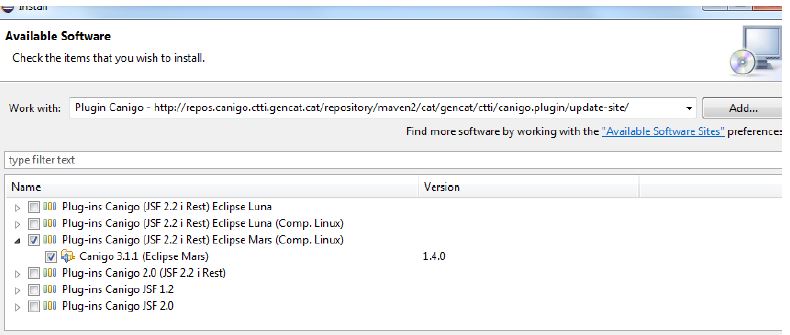 Install
Available Software
Check the items that you wish to install.
Work with: Plugin Canigo - http://repos.canigo.ctti.gencat.cat/repository/maven2/cat/gencat/ctti/canigo.plugin/update-site/ Add...
Find more software by working with the "Available Software Sites" preferences
type filter text
Name Version
Plug-ins Canigo (JSF 2.2 i Rest) Eclipse Luna
Plug-ins Canigo (JSF 2.2 i Rest) Eclipse Luna (Comp. Linux)
Plug-ins Canigo (JSF 2.2 i Rest) Eclipse Mars (Comp. Linux)
Canigo 3.1.1 (Eclipse Mars) 1.4.0
Plug-ins Canigo 2.0 (JSF 2.2 i Rest)
Plug-ins Canigo JSF 1.2
Plug-ins Canigo JSF 2.0